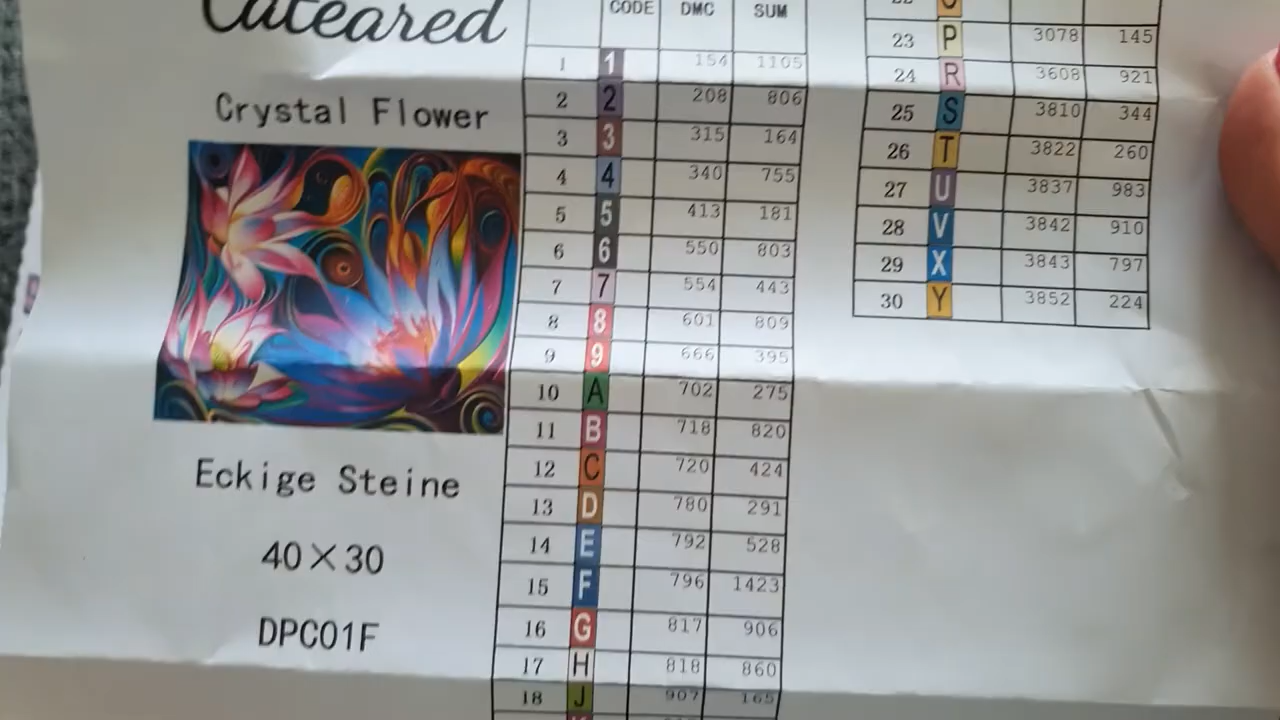 Cateared
Crystal Flower
Eckige Steine
40×30
DPC01F
CODE DMC SUM
1 1 154 1105
2 2 208 806
3 3 315 164
4 4 340 755
5 5 413 181
6 6 550 803
7 7 554 443
8 8 601 809
9 9 666 395
10 A 702 275
11 B 718 820
12 C 720 424
13 D 780 291
14 E 792 528
15 F 796 1423
16 G 817 906
17 H 818 860
18 J 907 165
23 P 3078 145
24 R 3608 921
25 S 3810 344
26 T 3822 260
27 U 3837 983
28 V 3842 910
29 X 3843 797
30 Y 3852 224